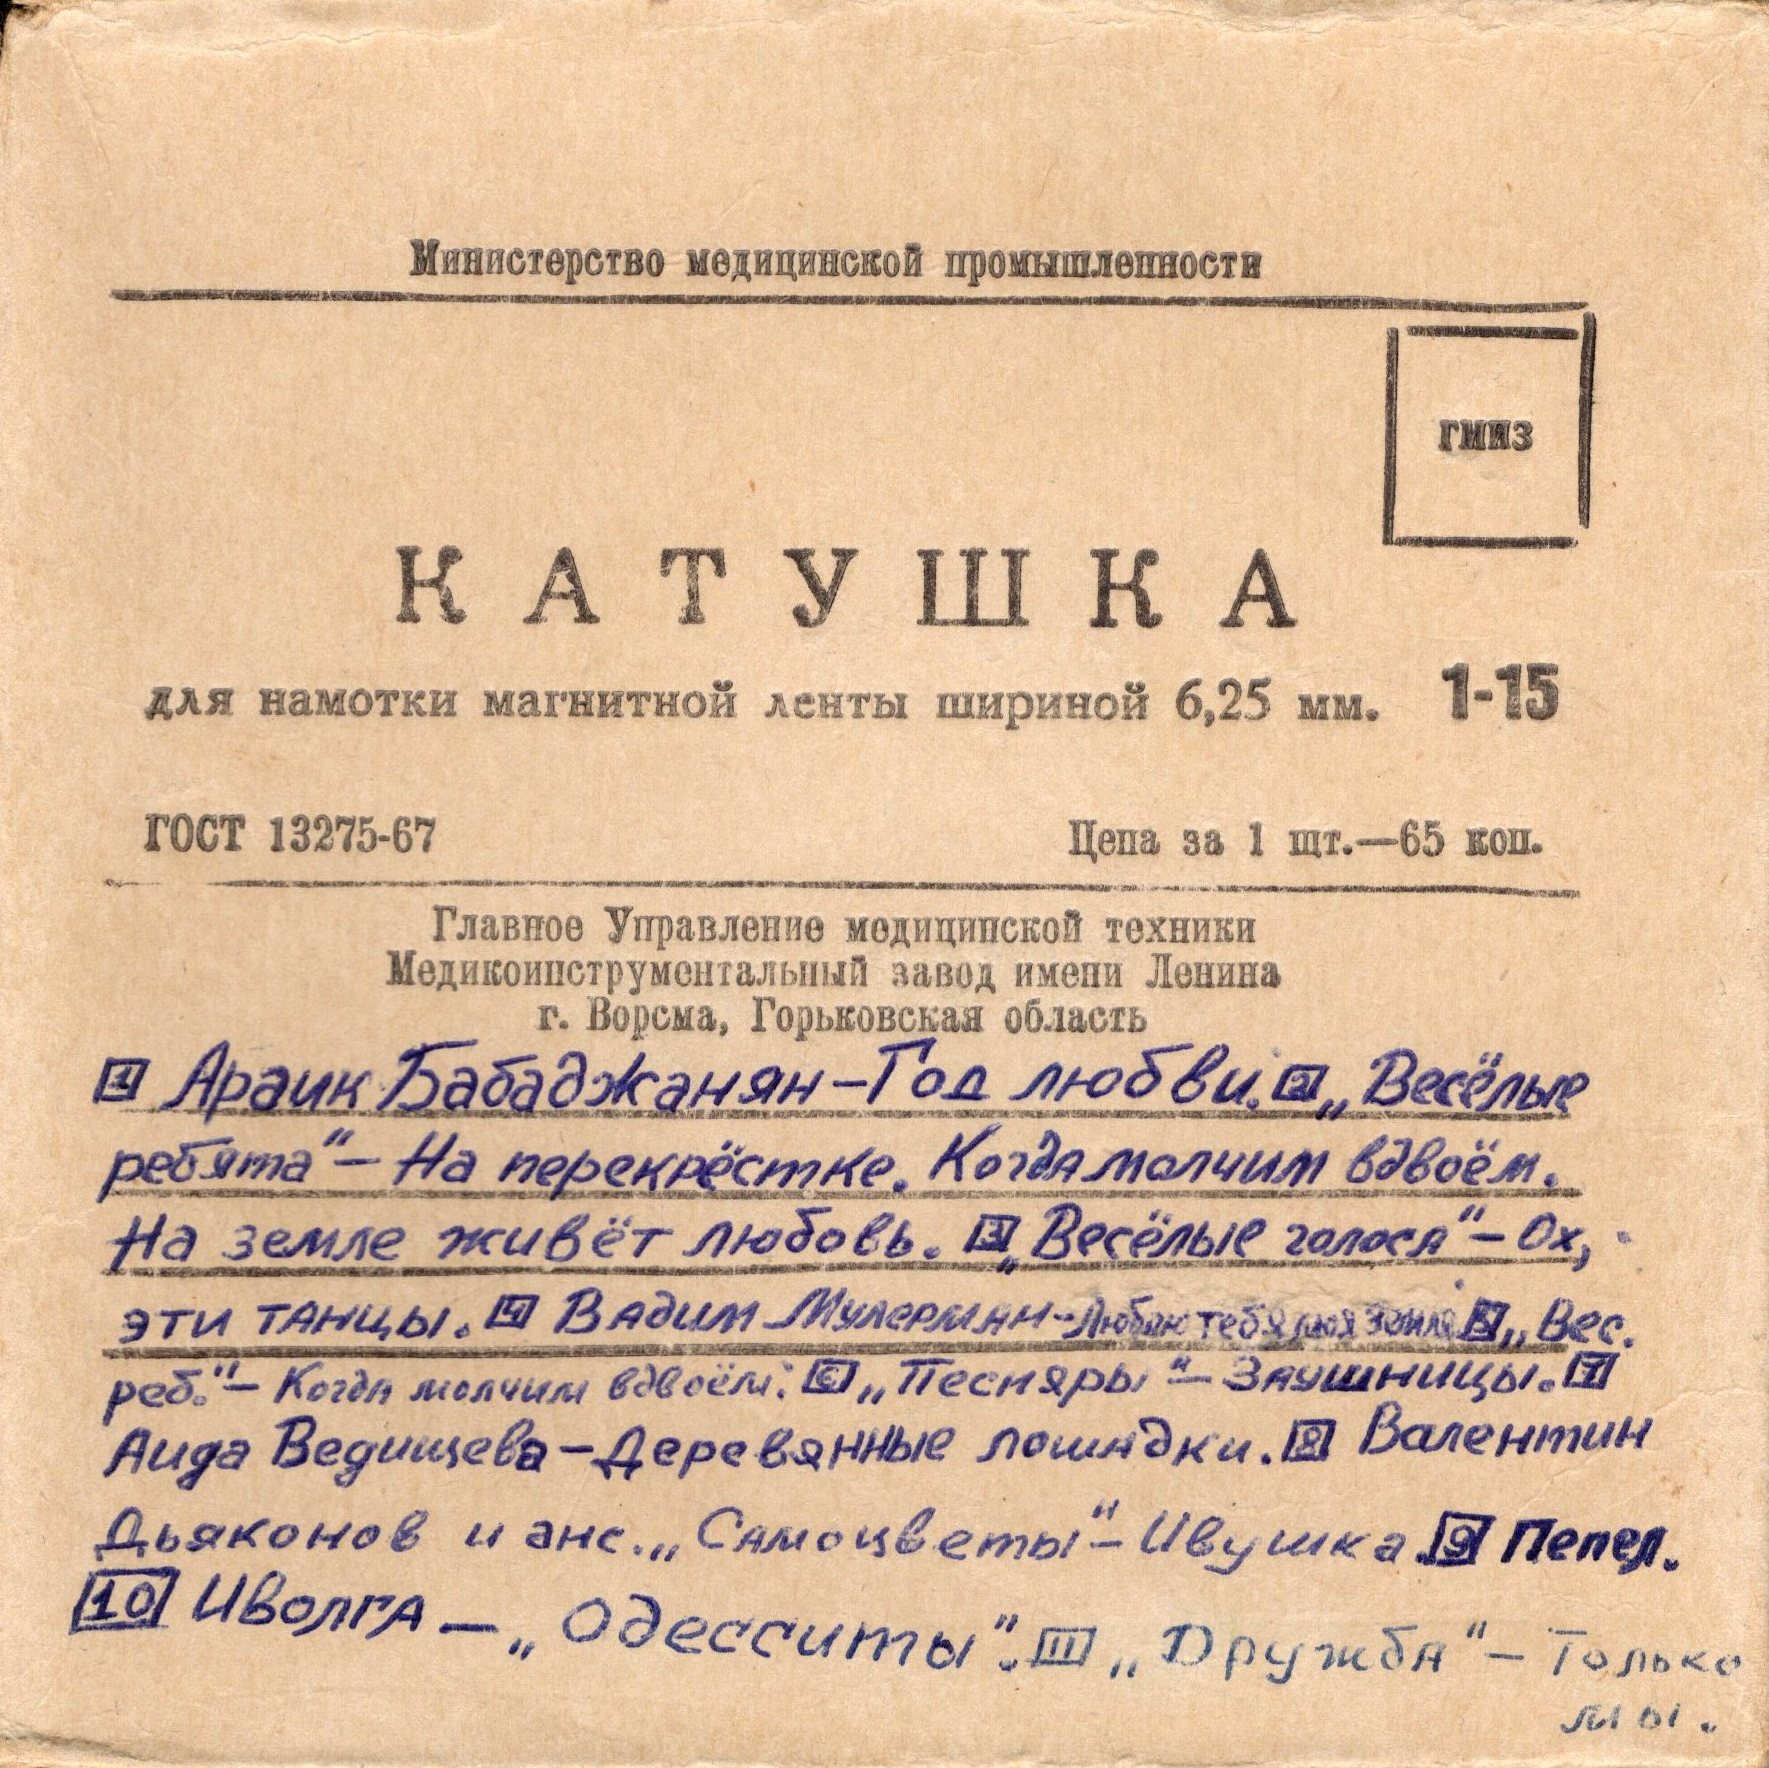 Министерство медицинской промышленности
ГМИЗ
КАТУШКА
для намотки магнитной ленты шириной 6,25 мм. 1-15
ГОСТ 13275-67
Цена за 1 шт.—65 коп.
Главное Управление медицинской техники
Медикоинструментальный завод имени Ленина
г. Ворсма, Горьковская область
1 Араик Бабаджанян – Год любви. 2 „Весёлые
ребята“ – На перекрёстке. Когда молчим вдвоём.
На земле живёт любовь. 3 „Весёлые голоса“ – Ох,
эти танцы. 4 Вадим Мулерман – Люблю тебя моя земля 5 „Вес.
реб.“ – Когда молчим вдвоём. 6 „Песняры“ – Заушницы. 7
Аида Ведищева – Деревянные лошадки. 8 Валентин
Дьяконов и анс. „Самоцветы“ – Ивушка. 9 Пепел.
10 Иволга – „Одесситы“. 11 „Дружба“ – Только
мы.